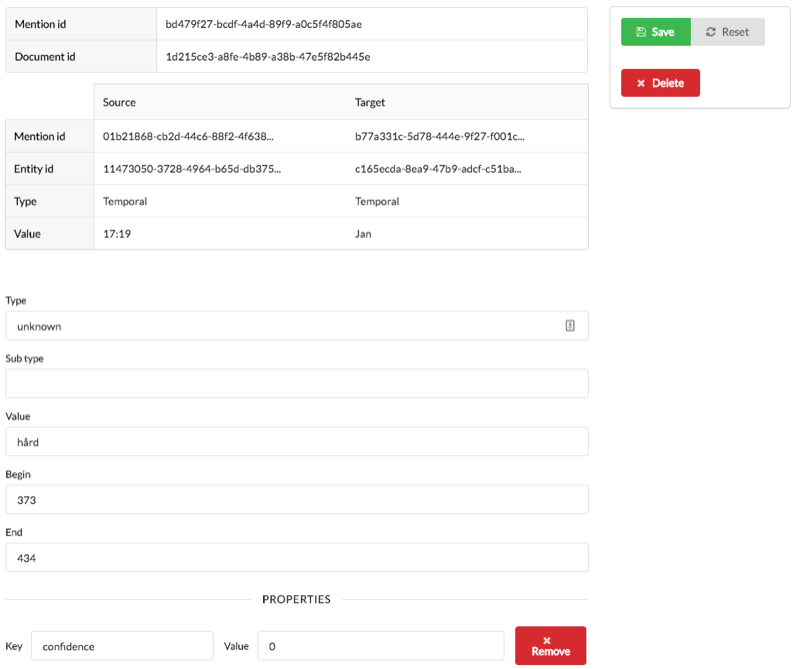 Mention id bd479f27-bcdf-4a4d-89f9-a0c5f4f805ae
Document id 1d215ce3-a8fe-4b89-a38b-47e5f82b445e
Save Reset
Delete
Source Target
Mention id 01b21868-cb2d-44c6-88f2-4f638... b77a331c-5d78-444e-9f27-f001c...
Entity id 11473050-3728-4964-b65d-db375... c165ecda-8ea9-47b9-adcf-c51ba...
Type Temporal Temporal
Value 17:19 Jan
Type
unknown
Sub type
Value
hård
Begin
373
End
434
PROPERTIES
Key confidence Value 0 Remove